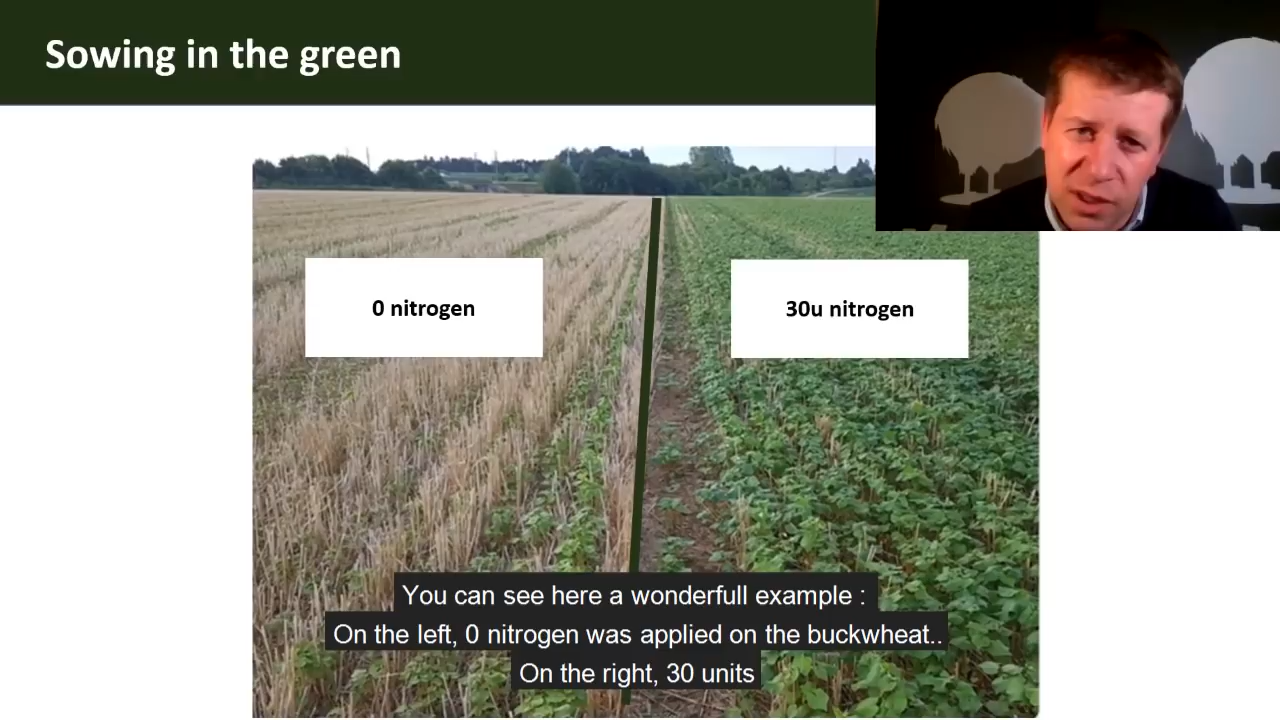 Sowing in the green
0 nitrogen
30u nitrogen
You can see here a wonderfull example :
On the left, 0 nitrogen was applied on the buckwheat..
On the right, 30 units